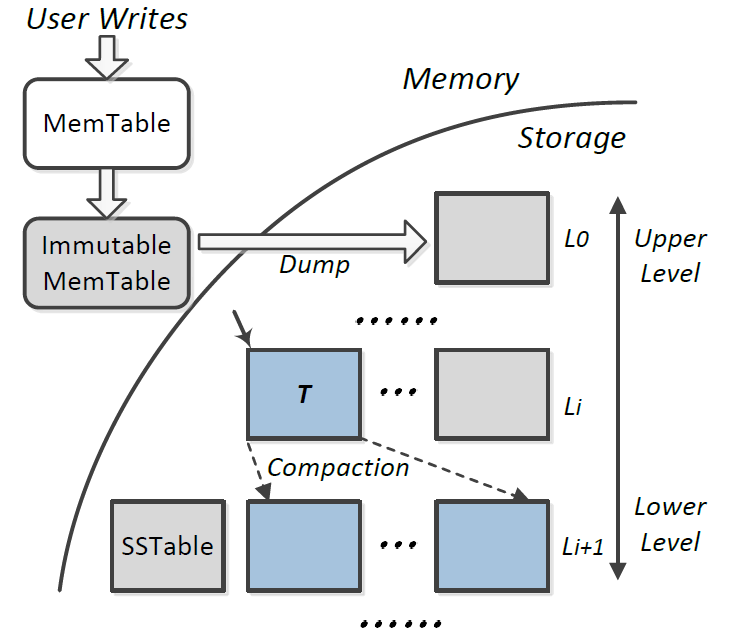 User Writes
Memory
MemTable
Storage
Immutable
MemTable
Dump
L0
Upper
Level
......
T
...
Li
Compaction
SSTable
...
Li+1
Lower
Level
......